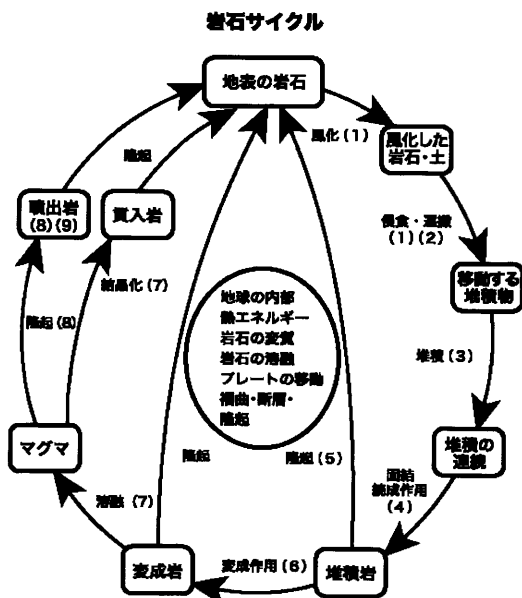 岩石サイクル
地表の岩石
風化(1)
風化した
岩石・土
隆起
噴出岩
(8)(9)
貫入岩
侵食・運搬
(1)(2)
移動する
堆積物
結晶化(7)
地球の内部
熱エネルギー
岩石の変質
岩石の溶融
プレートの移動
褶曲・断層・
隆起
隆起(8)
堆積(3)
マグマ
隆起
隆起(5)
堆積の
連続
固結
続成作用
(4)
溶融(7)
変成岩
変成作用(6)
堆積岩